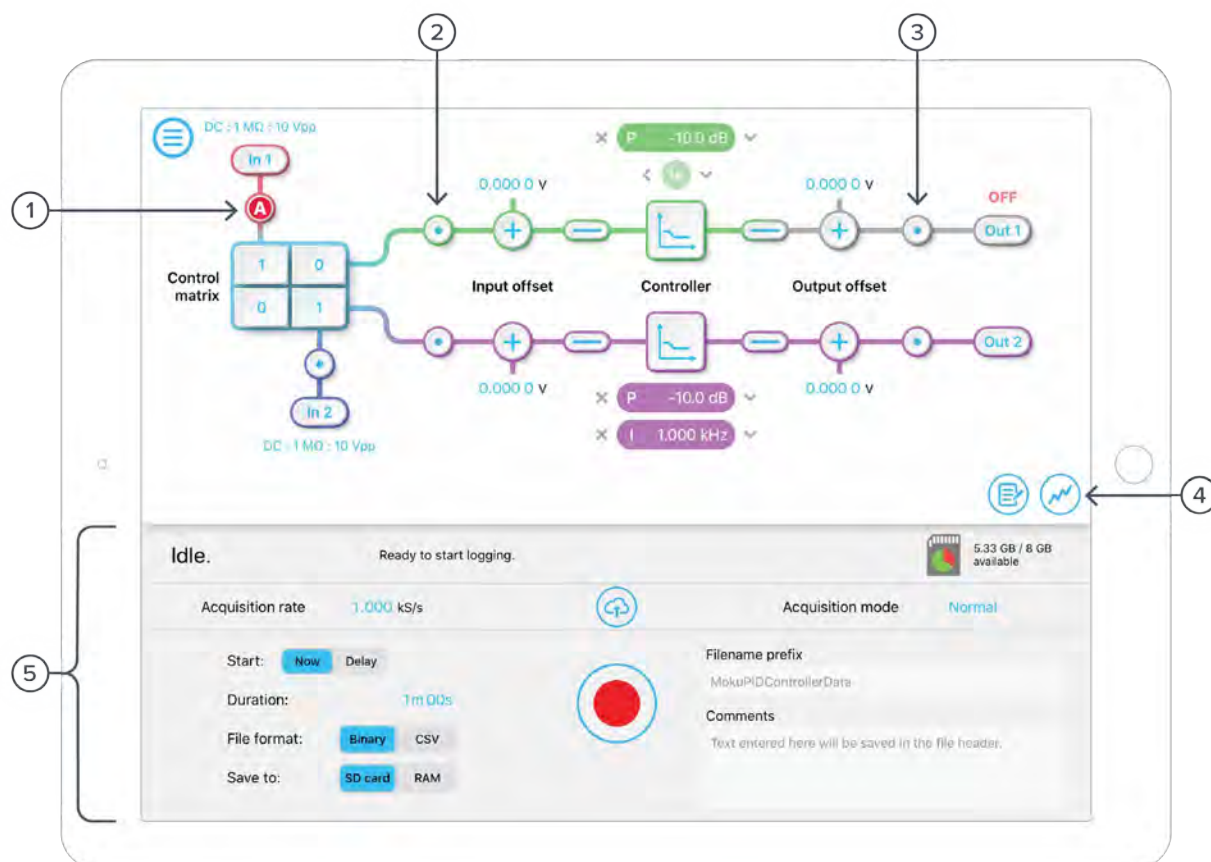 2
3
DC : 1 MΩ : 10 Vpp
In 1
P -10.0 dB
0.000 0 V
0.000 0 V
OFF
1
A
Out 1
Control
matrix
1 0
0 1
Input offset
Controller
Output offset
Out 2
In 2
0.000 0 V
0.000 0 V
P -10.0 dB
I 1.000 kHz
DC : 1 MΩ : 10 Vpp
4
Idle.
Ready to start logging.
5.33 GB / 8 GB
available
Acquisition rate 1.000 kS/s
Acquisition mode Normal
5
Start: Now Delay
Duration: 1m 00s
File format: Binary CSV
Save to: SD card RAM
Filename prefix
MokuPIDControllerData
Comments
Text entered here will be saved in the file header.